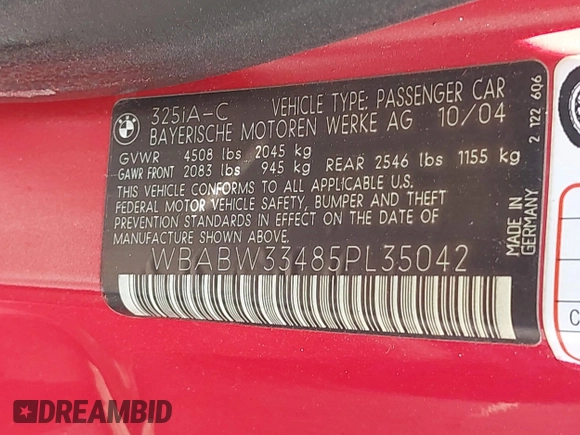 325iA-C VEHICLE TYPE: PASSENGER CAR
BAYERISCHE MOTOREN WERKE AG 10/04
GVWR 4508 lbs 2045 kg
GAWR FRONT 2083 lbs 945 kg REAR 2546 lbs 1155 kg
THIS VEHICLE CONFORMS TO ALL APPLICABLE U.S.
FEDERAL MOTOR VEHICLE SAFETY, BUMPER AND THEFT
PREVENTION STANDARDS IN EFFECT ON THE DATE OF
MANUFACTURE SHOWN ABOVE.
WBABW33485PL35042
MADE IN
GERMANY
2 122 606
C
DREAMBID